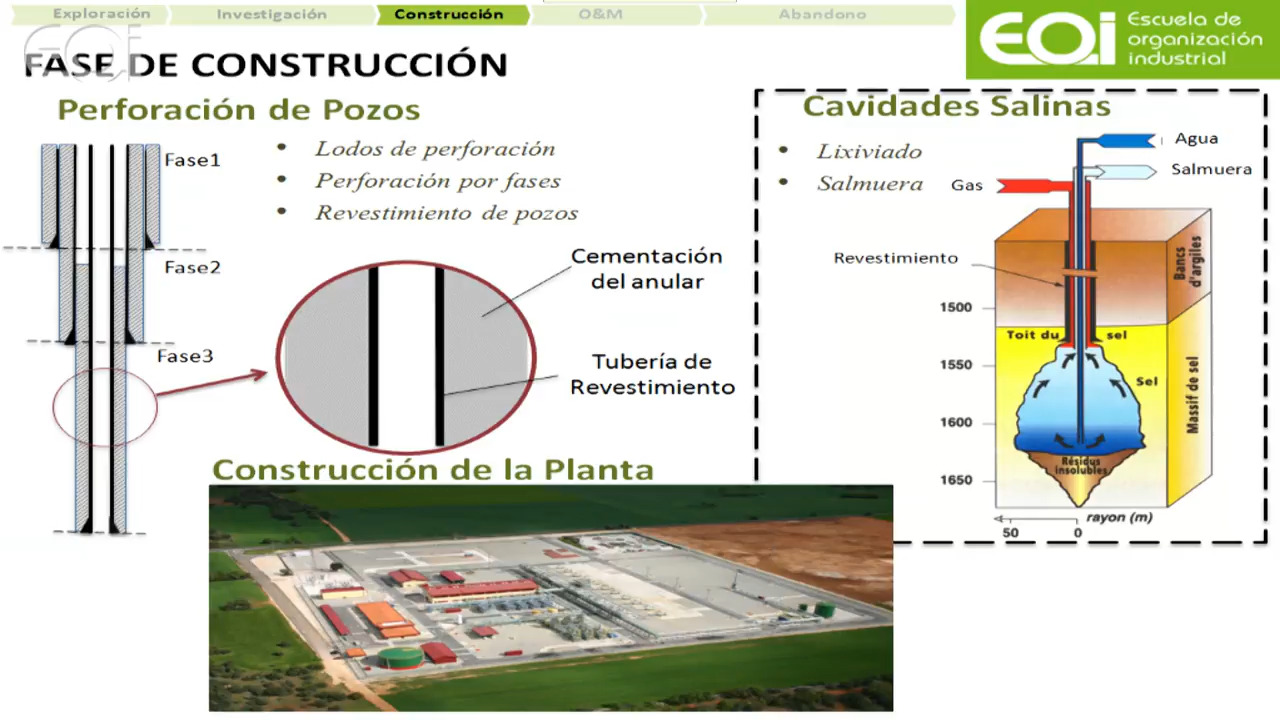 Exploración
Investigación
Construcción
O&M
Abandono
EOi
Escuela de
organización
industrial
EOi
FASE DE CONSTRUCCIÓN
Perforación de Pozos
Fase1
Fase2
Fase3
• Lodos de perforación
• Perforación por fases
• Revestimiento de pozos
Cementación
del anular
Tubería de
Revestimiento
Cavidades Salinas
• Lixiviado
• Salmuera
Agua
Salmuera
Gas
Revestimiento
Bancs
d'argiles
1500
Toit du sel
1550
Sel
Massif de sel
1600
Résidus
insolubles
1650
rayon (m)
50 0
Construcción de la Planta